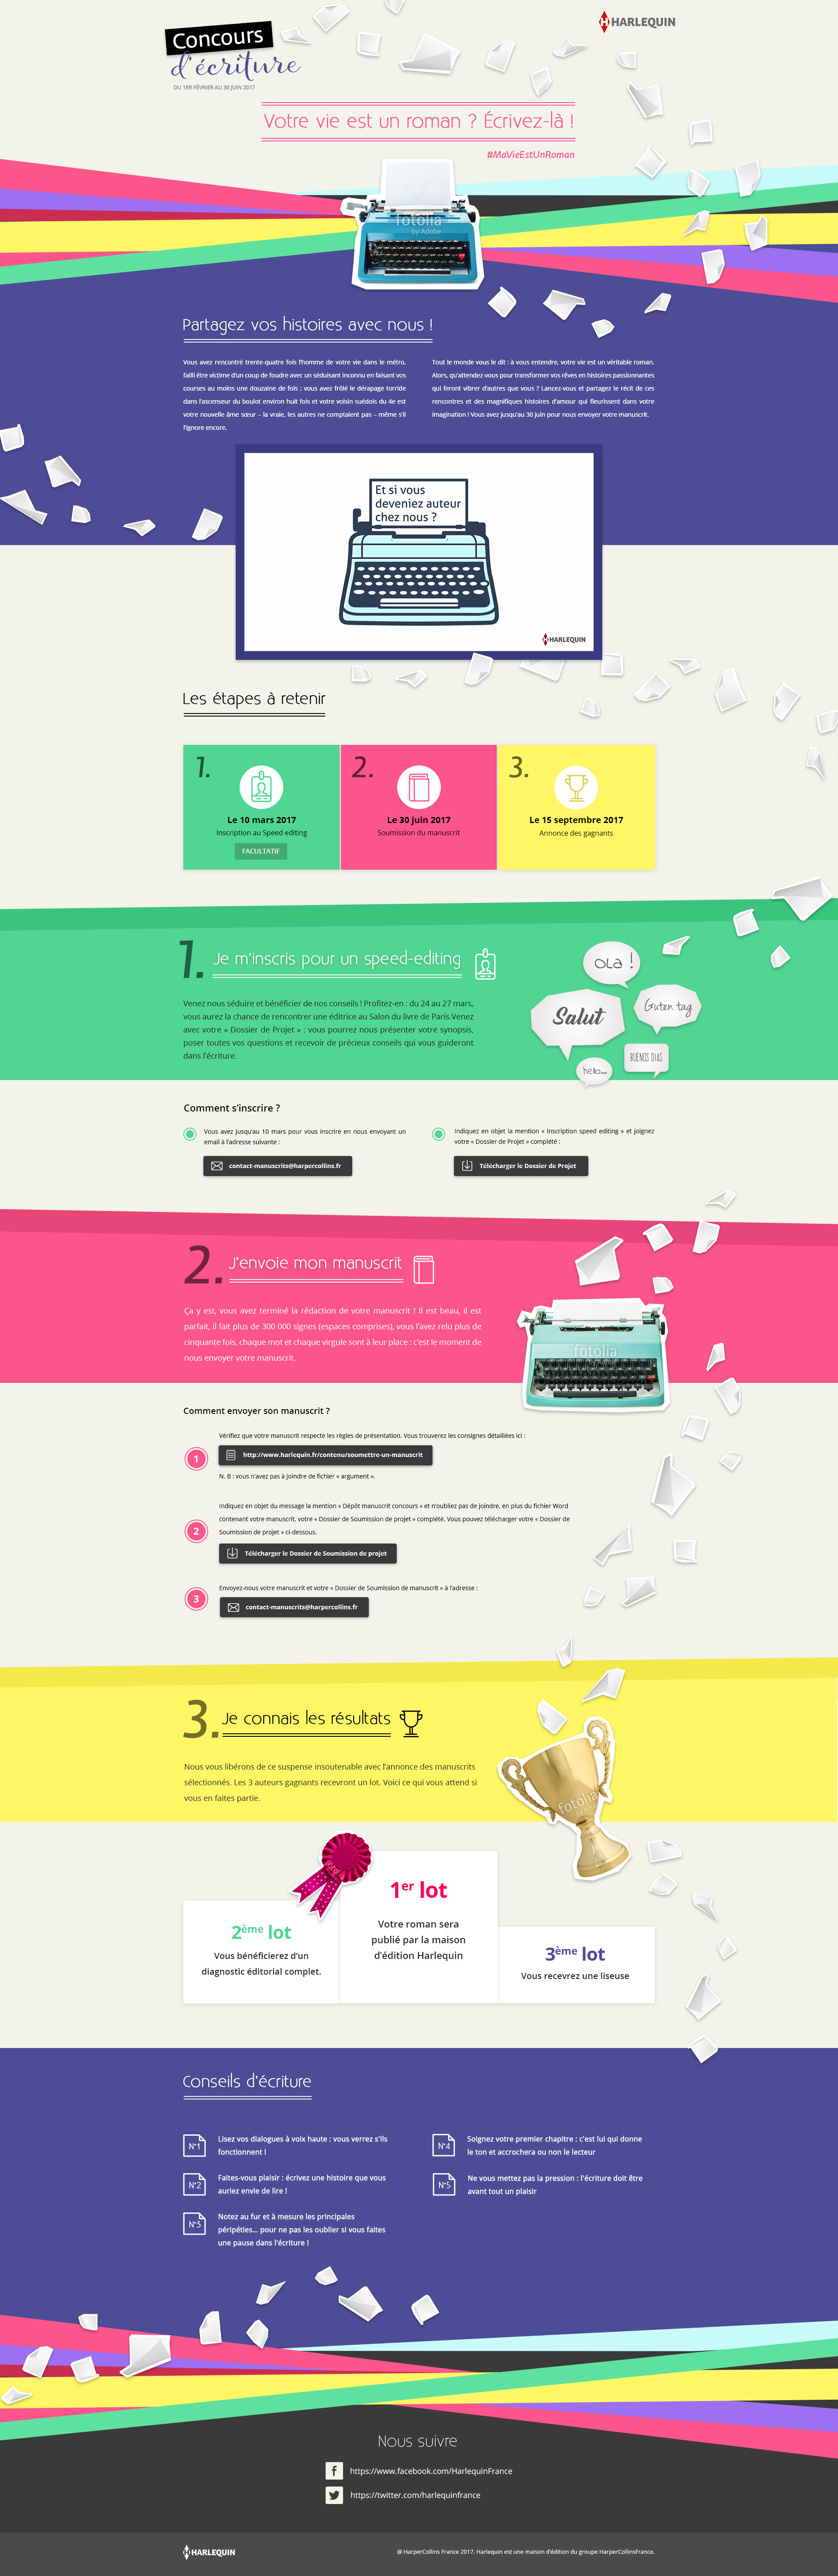 Concours
d'écriture
DU 1ER FÉVRIER AU 30 JUIN 2017
HARLEQUIN
Votre vie est un roman ? Écrivez-là !
#MaVieEstUnRoman
fotolia
by Adobe
Partagez vos histoires avec nous !
Vous avez rencontré trente-quatre fois l'homme de votre vie dans le métro,
failli être victime d'un coup de foudre avec un séduisant inconnu en faisant vos
courses au moins une douzaine de fois ; vous avez frôlé le dérapage torride
dans l'ascenseur du boulot environ huit fois et votre voisin suédois du 4e est
votre nouvelle âme sœur – la vraie, les autres ne comptaient pas – même s'il
l'ignore encore.
Tout le monde vous le dit : à vous entendre, votre vie est un véritable roman.
Alors, qu'attendez-vous pour transformer vos rêves en histoires passionnantes
qui feront vibrer d'autres que vous ? Lancez-vous et partagez le récit de ces
rencontres et des magnifiques histoires d'amour qui fleurissent dans votre
imagination ! Vous avez jusqu'au 30 juin pour nous envoyer votre manuscrit.
Et si vous
deveniez auteur
chez nous ?
HARLEQUIN
Les étapes à retenir
1.
Le 10 mars 2017
Inscription au Speed editing
FACULTATIF
2.
Le 30 juin 2017
Soumission du manuscrit
3.
Le 15 septembre 2017
Annonce des gagnants
1. Je m'inscris pour un speed-editing
Venez nous séduire et bénéficier de nos conseils ! Profitez-en : du 24 au 27 mars,
vous aurez la chance de rencontrer une éditrice au Salon du livre de Paris.Venez
avec votre « Dossier de Projet » : vous pourrez nous présenter votre synopsis,
poser toutes vos questions et recevoir de précieux conseils qui vous guideront
dans l'écriture.
OLA !
Salut
Guten tag
BUENOS DIAS
hello...
Comment s'inscrire ?
Vous avez jusqu'au 10 mars pour vous inscrire en nous envoyant un
email à l'adresse suivante :
contact-manuscrits@harpercollins.fr
Indiquez en objet la mention « Inscription speed editing » et joignez
votre « Dossier de Projet » complété :
Télécharger le Dossier de Projet
2. J'envoie mon manuscrit
Ça y est, vous avez terminé la rédaction de votre manuscrit ! Il est beau, il est
parfait, il fait plus de 300 000 signes (espaces comprises), vous l'avez relu plus de
cinquante fois, chaque mot et chaque virgule sont à leur place : c'est le moment de
nous envoyer votre manuscrit.
fotolia
Comment envoyer son manuscrit ?
1
Vérifiez que votre manuscrit respecte les règles de présentation. Vous trouverez les consignes détaillées ici :
http://www.harlequin.fr/contenu/soumettre-un-manuscrit
N. B : vous n'avez pas à joindre de fichier « argument ».
2
Indiquez en objet du message la mention « Dépôt manuscrit concours » et n'oubliez pas de joindre, en plus du fichier Word
contenant votre manuscrit, votre « Dossier de Soumission de projet » complété. Vous pouvez télécharger votre « Dossier de
Soumission de projet » ci-dessous.
Télécharger le Dossier de Soumission de projet
3
Envoyez-nous votre manuscrit et votre « Dossier de Soumission de manuscrit » à l'adresse :
contact-manuscrits@harpercollins.fr
3. Je connais les résultats
Nous vous libérons de ce suspense insoutenable avec l'annonce des manuscrits
sélectionnés. Les 3 auteurs gagnants recevront un lot. Voici ce qui vous attend si
vous en faites partie.
fotolia
1er lot
Votre roman sera
publié par la maison
d'édition Harlequin
2ème lot
Vous bénéficierez d'un
diagnostic éditorial complet.
3ème lot
Vous recevrez une liseuse
Conseils d'écriture
N°1
Lisez vos dialogues à voix haute : vous verrez s'ils
fonctionnent !
N°2
Faites-vous plaisir : écrivez une histoire que vous
auriez envie de lire !
N°3
Notez au fur et à mesure les principales
péripéties... pour ne pas les oublier si vous faites
une pause dans l'écriture !
N°4
Soignez votre premier chapitre : c'est lui qui donne
le ton et accrochera ou non le lecteur
N°5
Ne vous mettez pas la pression : l'écriture doit être
avant tout un plaisir
Nous suivre
https://www.facebook.com/HarlequinFrance
https://twitter.com/harlequinfrance
HARLEQUIN
@ HarperCollins France 2017. Harlequin est une maison d'édition du groupe HarperCollinsFrance.